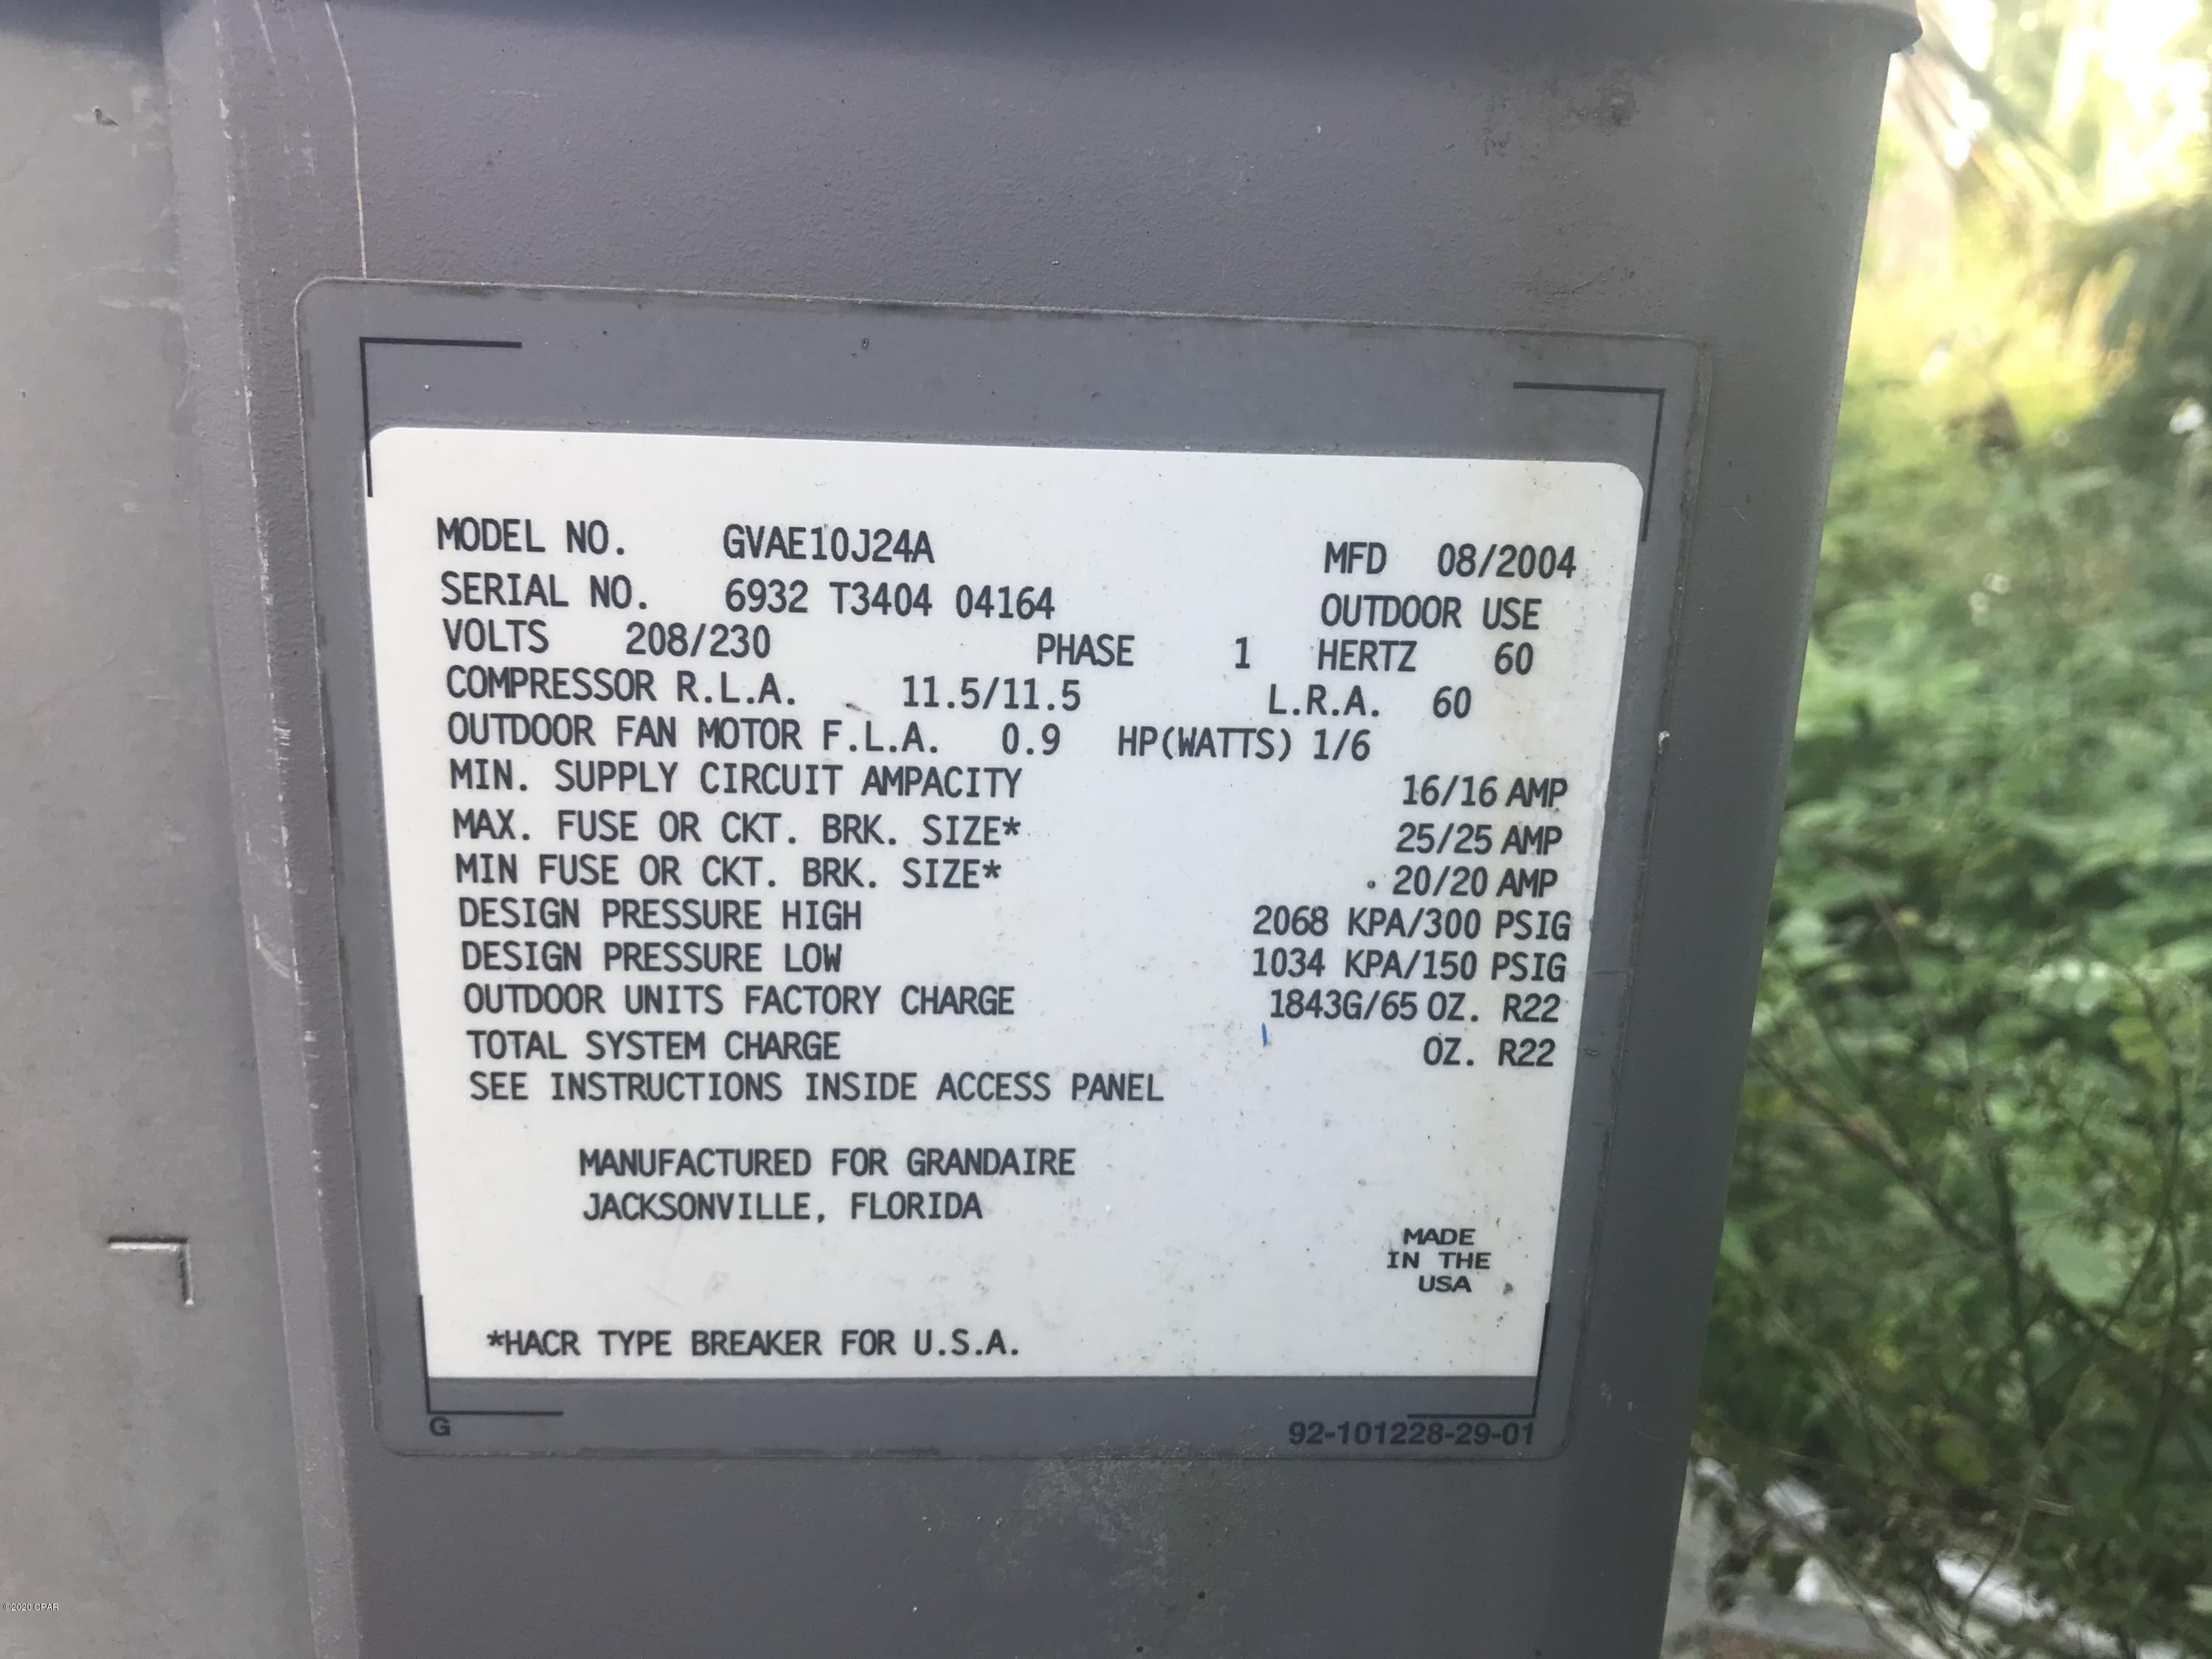 MODEL NO. GVAE10J24A MFD 08/2004
SERIAL NO. 6932 T3404 04164 OUTDOOR USE
VOLTS 208/230 PHASE 1 HERTZ 60
COMPRESSOR R.L.A. 11.5/11.5 L.R.A. 60
OUTDOOR FAN MOTOR F.L.A. 0.9 HP(WATTS) 1/6
MIN. SUPPLY CIRCUIT AMPACITY 16/16 AMP
MAX. FUSE OR CKT. BRK. SIZE* 25/25 AMP
MIN FUSE OR CKT. BRK. SIZE* 20/20 AMP
DESIGN PRESSURE HIGH 2068 KPA/300 PSIG
DESIGN PRESSURE LOW 1034 KPA/150 PSIG
OUTDOOR UNITS FACTORY CHARGE 1843G/65 OZ. R22
TOTAL SYSTEM CHARGE OZ. R22
SEE INSTRUCTIONS INSIDE ACCESS PANEL
MANUFACTURED FOR GRANDAIRE
JACKSONVILLE, FLORIDA
MADE
IN THE
USA
*HACR TYPE BREAKER FOR U.S.A.
G 92-101228-29-01
©2020 CPAR